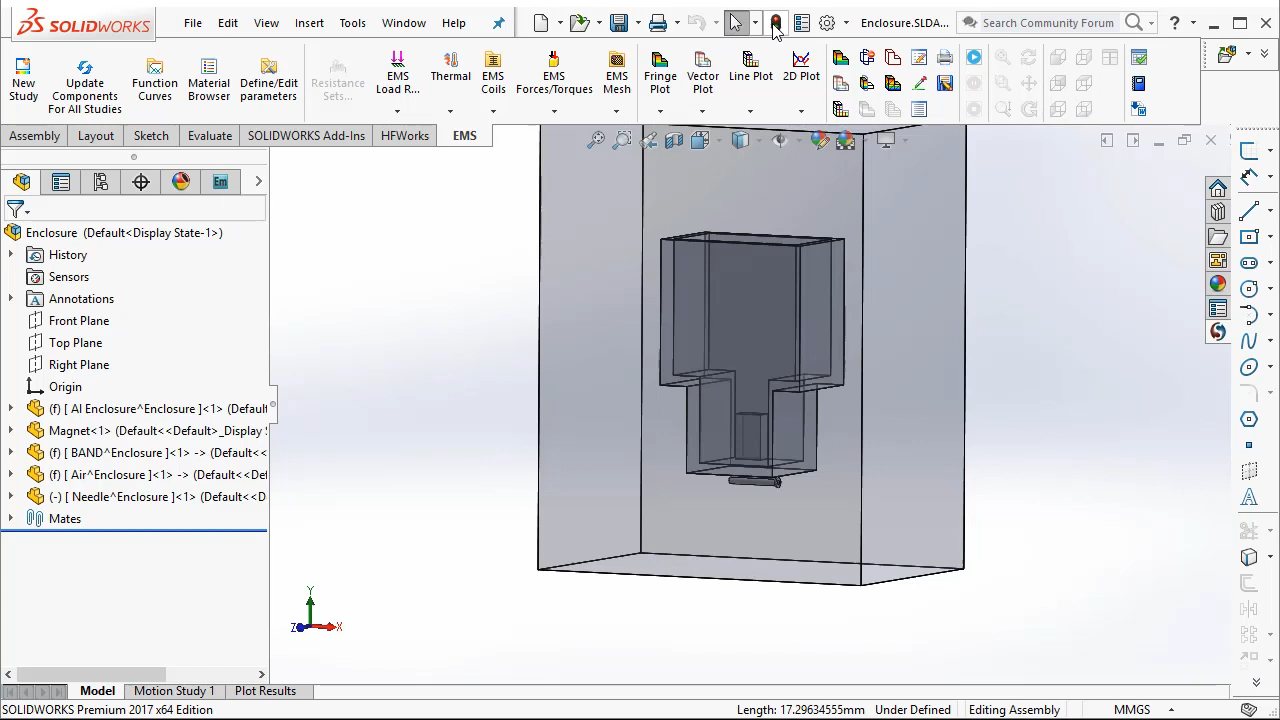 SOLIDWORKS
File
Edit
View
Insert
Tools
Window
Help
Enclosure.SLDA...
Search Community Forum
?
New Study
Update Components For All Studies
Function Curves
Material Browser
Define/Edit parameters
Resistance Sets...
EMS Load R...
Thermal
EMS Coils
EMS Forces/Torques
EMS Mesh
Fringe Plot
Vector Plot
Line Plot
2D Plot
Assembly
Layout
Sketch
Evaluate
SOLIDWORKS Add-Ins
HFWorks
EMS
Em
Enclosure (Default<Display State-1>)
History
Sensors
Annotations
Front Plane
Top Plane
Right Plane
Origin
(f) [ Al Enclosure^Enclosure ]<1> (Default
Magnet<1> (Default<<Default>_Display
(f) [ BAND^Enclosure ]<1> -> (Default<<
(f) [ Air^Enclosure ]<1> -> (Default<<De
(-) [ Needle^Enclosure ]<1> (Default<<D
Mates
Y
Z
X
Model
Motion Study 1
Plot Results
SOLIDWORKS Premium 2017 x64 Edition
Length: 17.29634555mm
Under Defined
Editing Assembly
MMGS